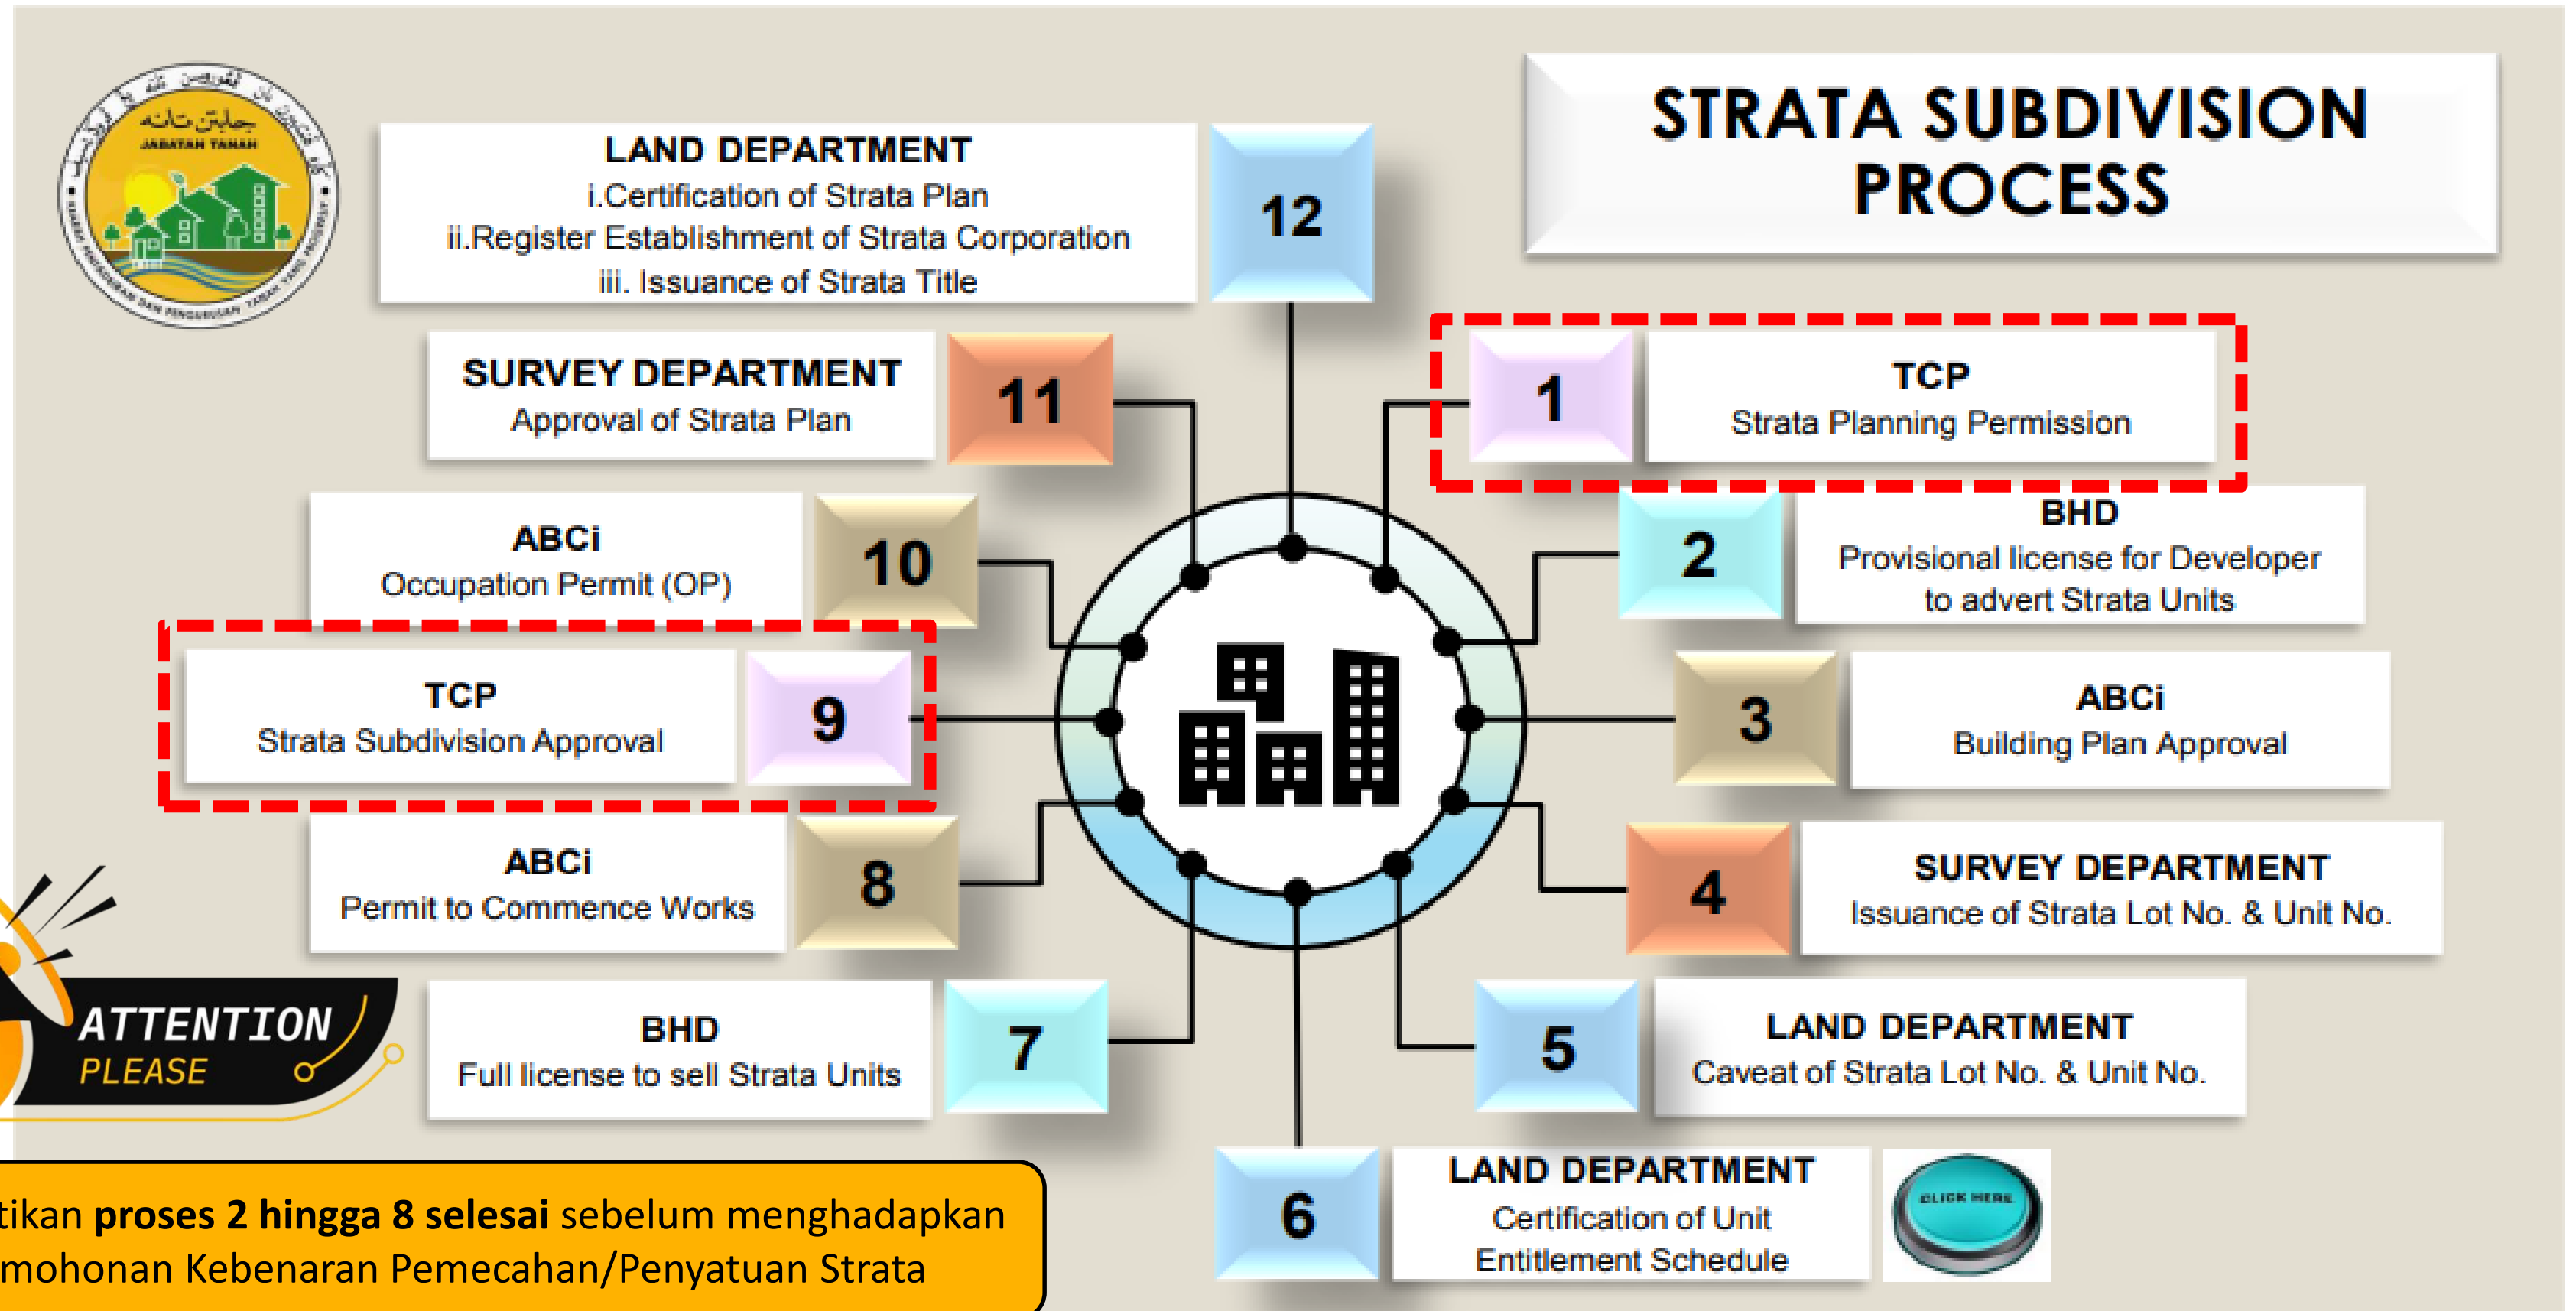 جابتن تانه
JABATAN TANAH
STRATA SUBDIVISION
PROCESS
12
LAND DEPARTMENT
i.Certification of Strata Plan
ii.Register Establishment of Strata Corporation
iii. Issuance of Strata Title
1
TCP
Strata Planning Permission
2
BHD
Provisional license for Developer
to advert Strata Units
3
ABCi
Building Plan Approval
4
SURVEY DEPARTMENT
Issuance of Strata Lot No. & Unit No.
5
LAND DEPARTMENT
Caveat of Strata Lot No. & Unit No.
6
LAND DEPARTMENT
Certification of Unit
Entitlement Schedule
CLICK HERE
7
BHD
Full license to sell Strata Units
8
ABCi
Permit to Commence Works
9
TCP
Strata Subdivision Approval
10
ABCi
Occupation Permit (OP)
11
SURVEY DEPARTMENT
Approval of Strata Plan
ATTENTION
PLEASE
tikan proses 2 hingga 8 selesai sebelum menghadapkan
mohonan Kebenaran Pemecahan/Penyatuan Strata